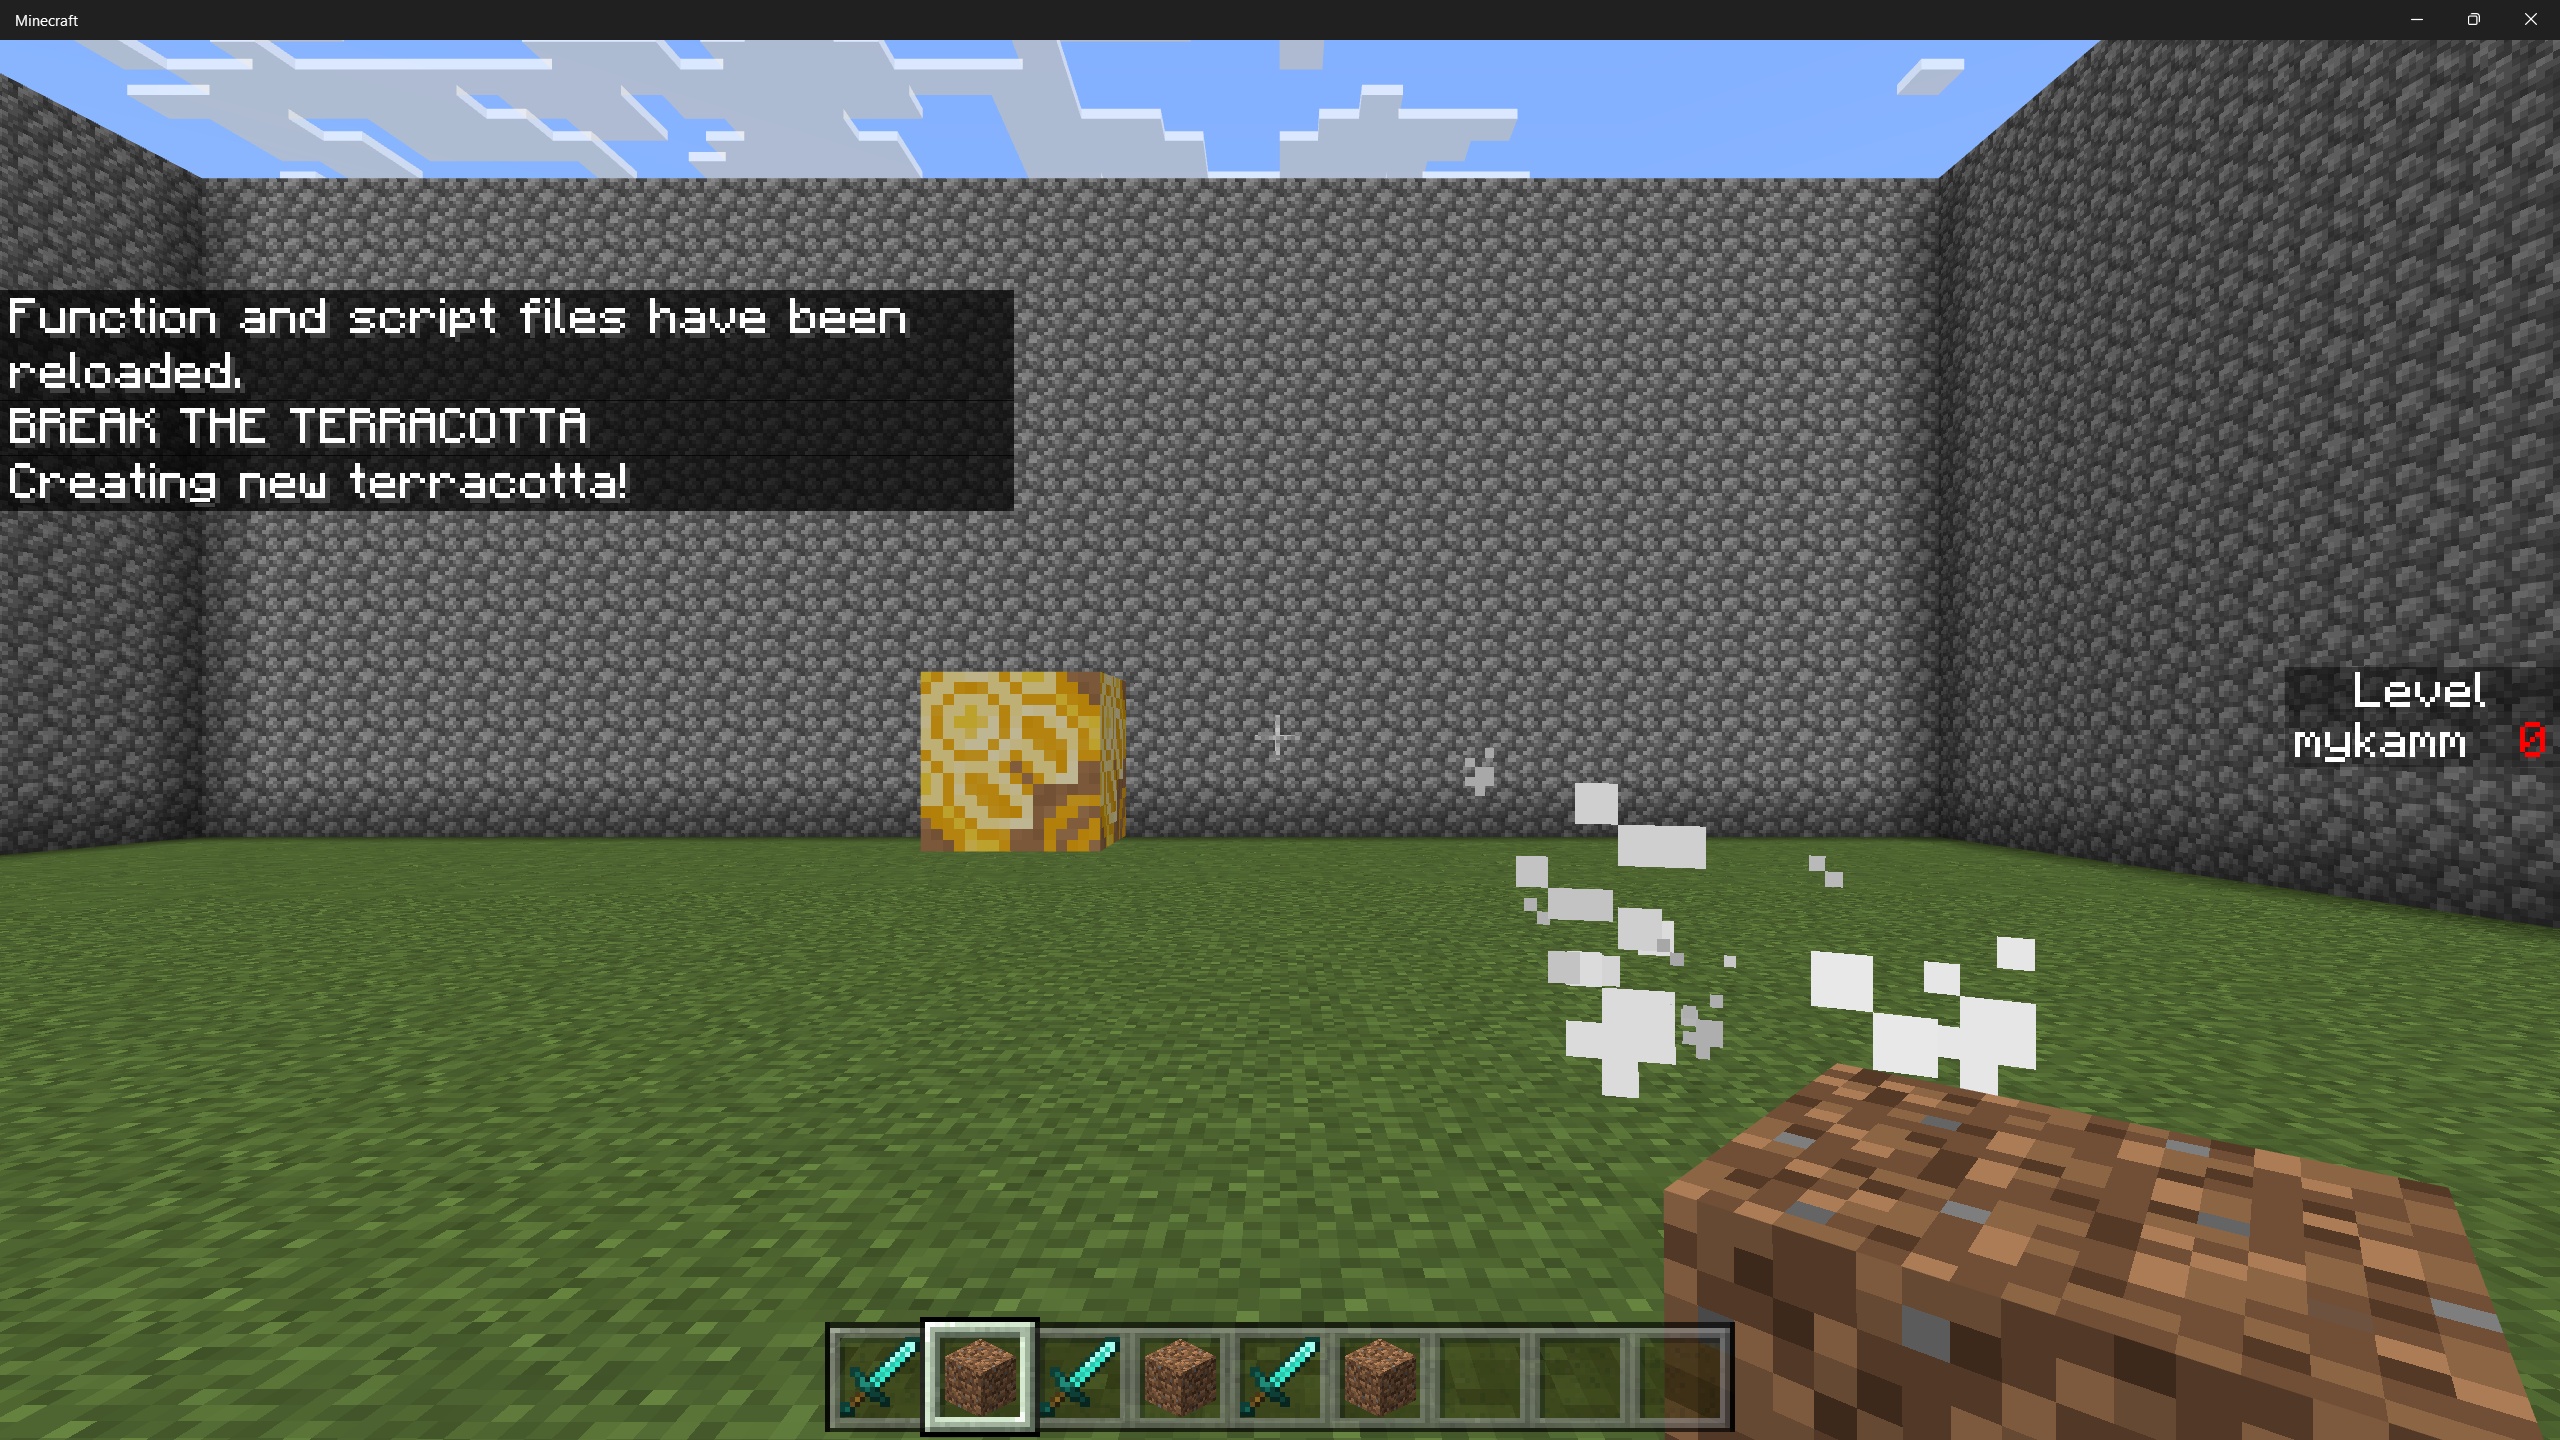 Minecraft
Function and script files have been
reloaded.
BREAK THE TERRACOTTA
Creating new terracotta!
Level
mykamm 0